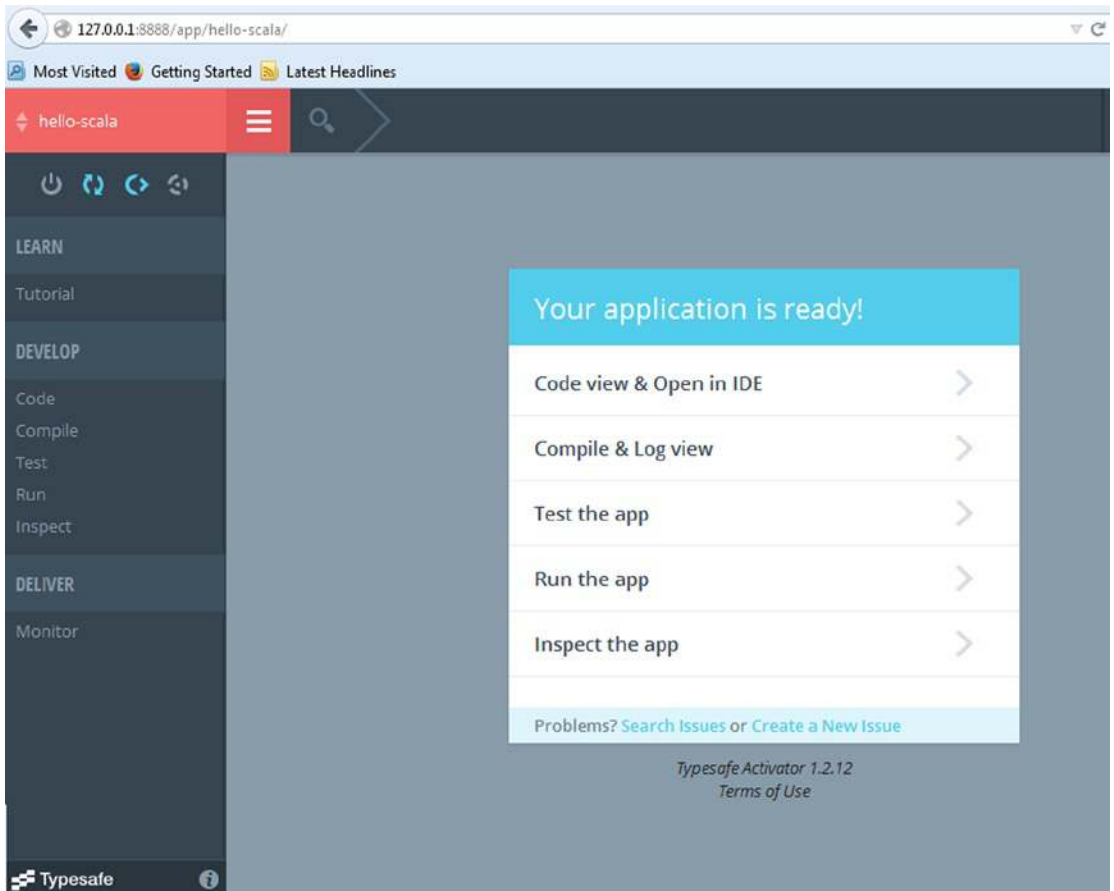 127.0.0.1:8888/app/hello-scala/
Most Visited Getting Started Latest Headlines
hello-scala
LEARN
Tutorial
DEVELOP
Code
Compile
Test
Run
Inspect
DELIVER
Monitor
Typesafe
Your application is ready!
Code view & Open in IDE
Compile & Log view
Test the app
Run the app
Inspect the app
Problems? Search Issues or Create a New Issue
Typesafe Activator 1.2.12
Terms of Use